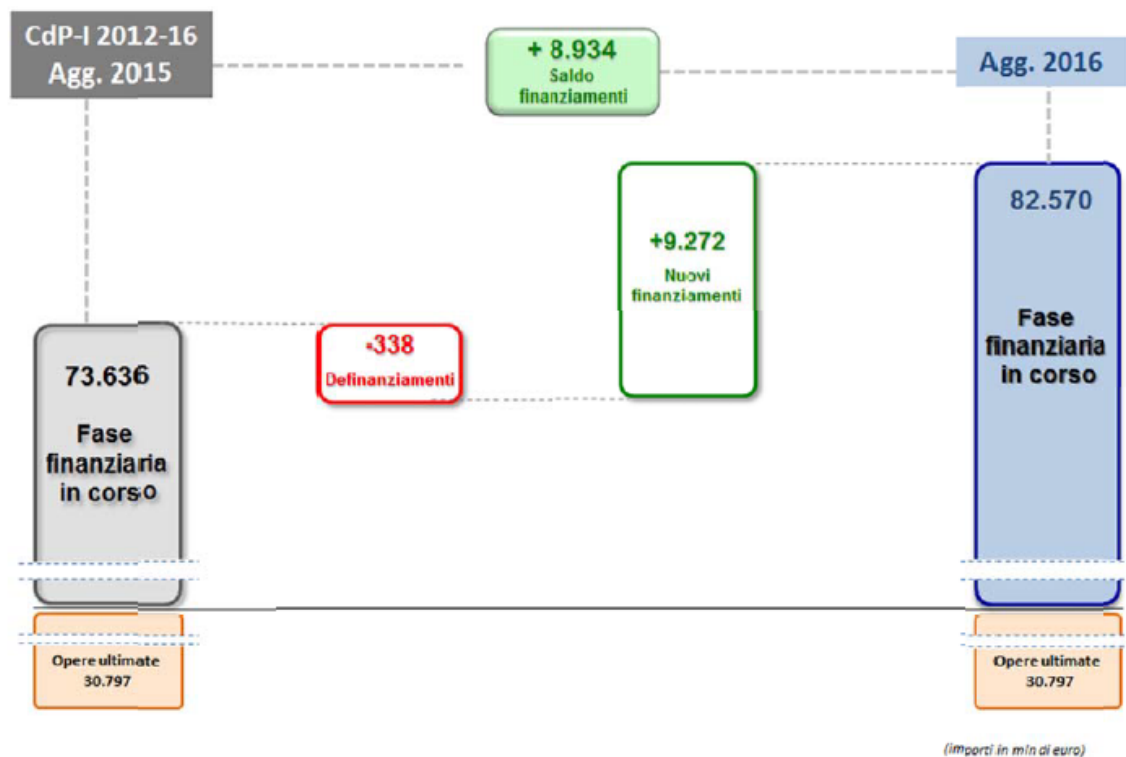 CdP-I 2012-16
Agg. 2015
+ 8.934
Saldo
finanziamenti
Agg. 2016
+9.272
Nuovi
finanziamenti
82.570
Fase
finanziaria
in corso
-338
Definanziamenti
73.636
Fase
finanziaria
in corso
Opere ultimate
30.797
Opere ultimate
30.797
(importi in mln di euro)